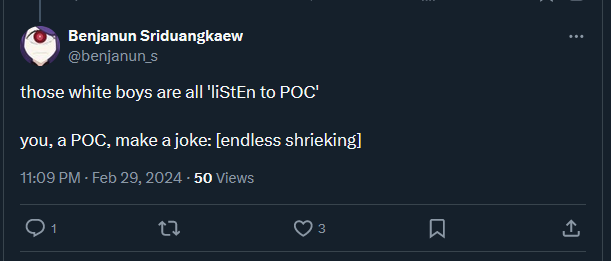 Benjanun Sriduangkaew
@benjanun_s
those white boys are all 'liStEn to POC'
you, a POC, make a joke: [endless shrieking]
11:09 PM · Feb 29, 2024 · 50 Views
1
3